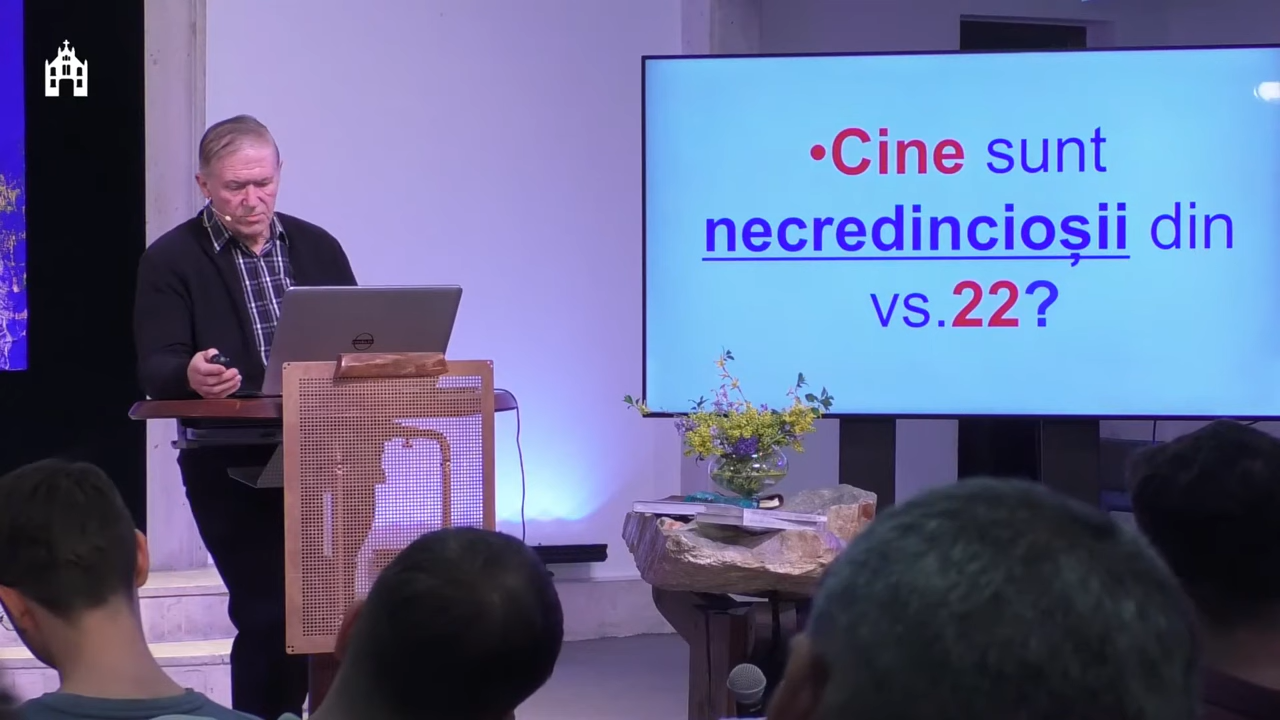 •Cine sunt
necredincioșii din
vs.22?